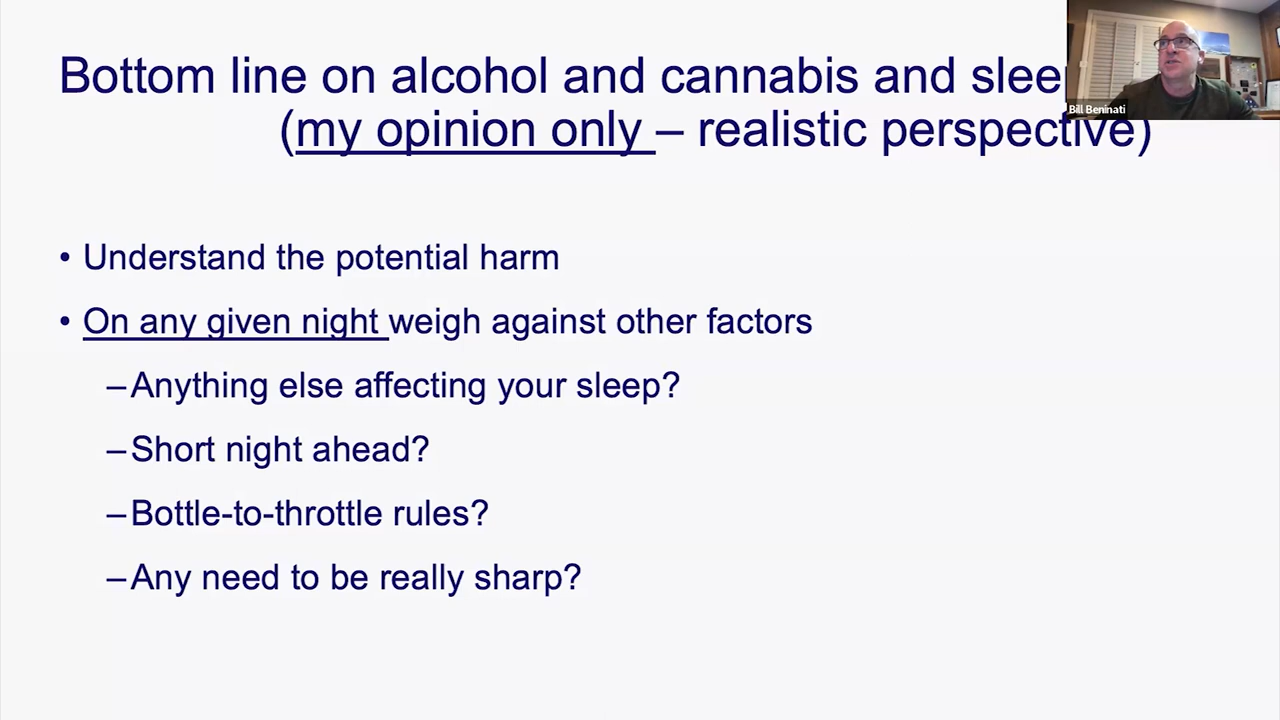 Bottom line on alcohol and cannabis and slee
(my opinion only – realistic perspective)
Bill Beninati
• Understand the potential harm
• On any given night weigh against other factors
–Anything else affecting your sleep?
–Short night ahead?
–Bottle-to-throttle rules?
–Any need to be really sharp?